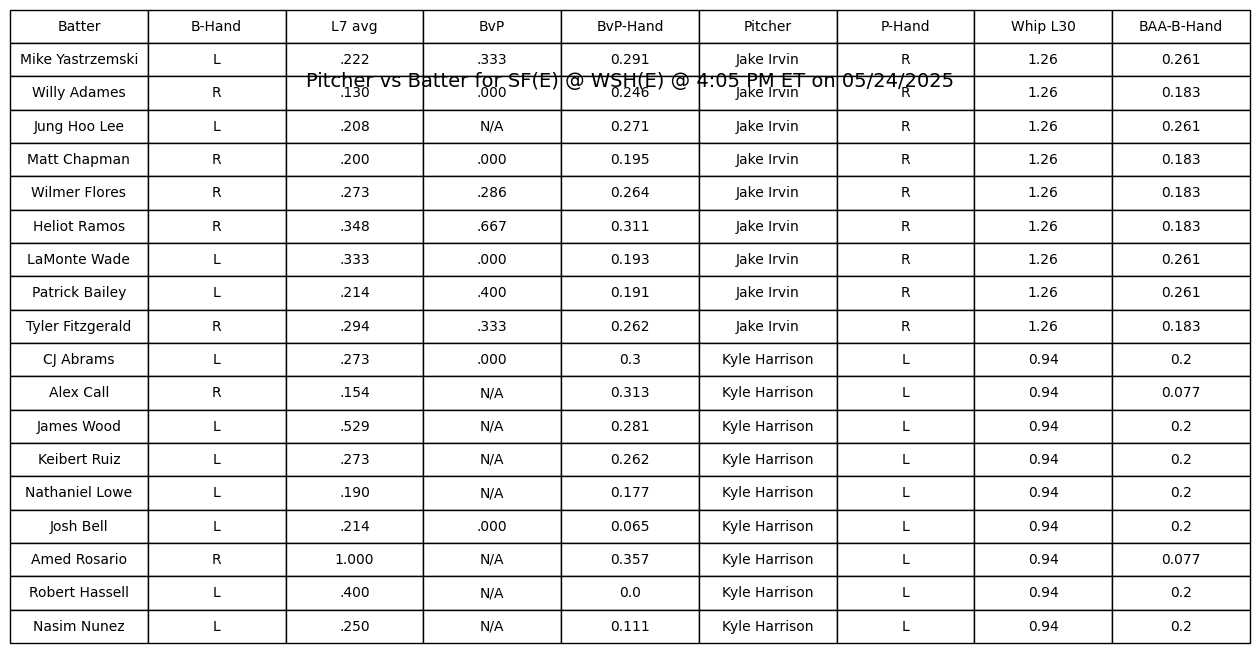 Batter B-Hand L7 avg BvP BvP-Hand Pitcher P-Hand Whip L30 BAA-B-Hand
Mike Yastrzemski L .222 .333 0.291 Jake Irvin R 1.26 0.261
Pitcher vs Batter for SF(E) @ WSH(E) @ 4:05 PM ET on 05/24/2025
Willy Adames R .130 .000 0.246 Jake Irvin R 1.26 0.183
Jung Hoo Lee L .208 N/A 0.271 Jake Irvin R 1.26 0.261
Matt Chapman R .200 .000 0.195 Jake Irvin R 1.26 0.183
Wilmer Flores R .273 .286 0.264 Jake Irvin R 1.26 0.183
Heliot Ramos R .348 .667 0.311 Jake Irvin R 1.26 0.183
LaMonte Wade L .333 .000 0.193 Jake Irvin R 1.26 0.261
Patrick Bailey L .214 .400 0.191 Jake Irvin R 1.26 0.261
Tyler Fitzgerald R .294 .333 0.262 Jake Irvin R 1.26 0.183
CJ Abrams L .273 .000 0.3 Kyle Harrison L 0.94 0.2
Alex Call R .154 N/A 0.313 Kyle Harrison L 0.94 0.077
James Wood L .529 N/A 0.281 Kyle Harrison L 0.94 0.2
Keibert Ruiz L .273 N/A 0.262 Kyle Harrison L 0.94 0.2
Nathaniel Lowe L .190 N/A 0.177 Kyle Harrison L 0.94 0.2
Josh Bell L .214 .000 0.065 Kyle Harrison L 0.94 0.2
Amed Rosario R 1.000 N/A 0.357 Kyle Harrison L 0.94 0.077
Robert Hassell L .400 N/A 0.0 Kyle Harrison L 0.94 0.2
Nasim Nunez L .250 N/A 0.111 Kyle Harrison L 0.94 0.2